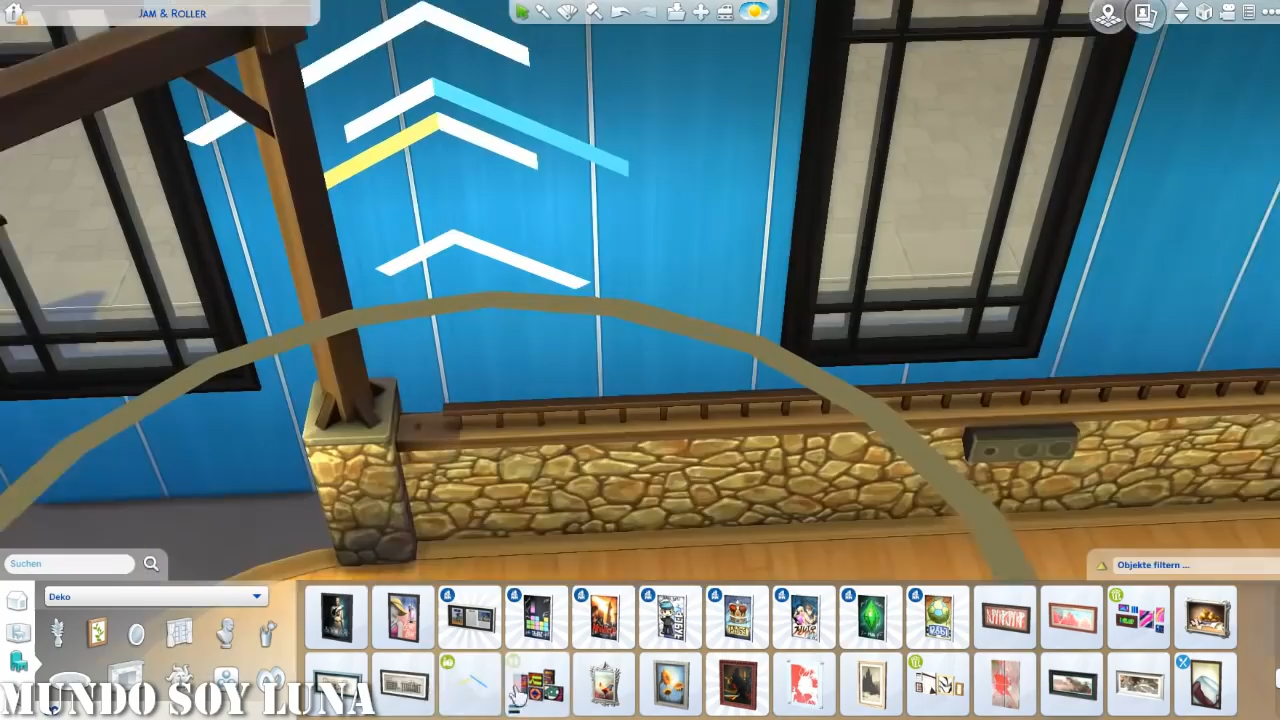 JAM & ROLLER
Suchen
Objekte filtern ...
Deko
MUNDO SOY LUNA